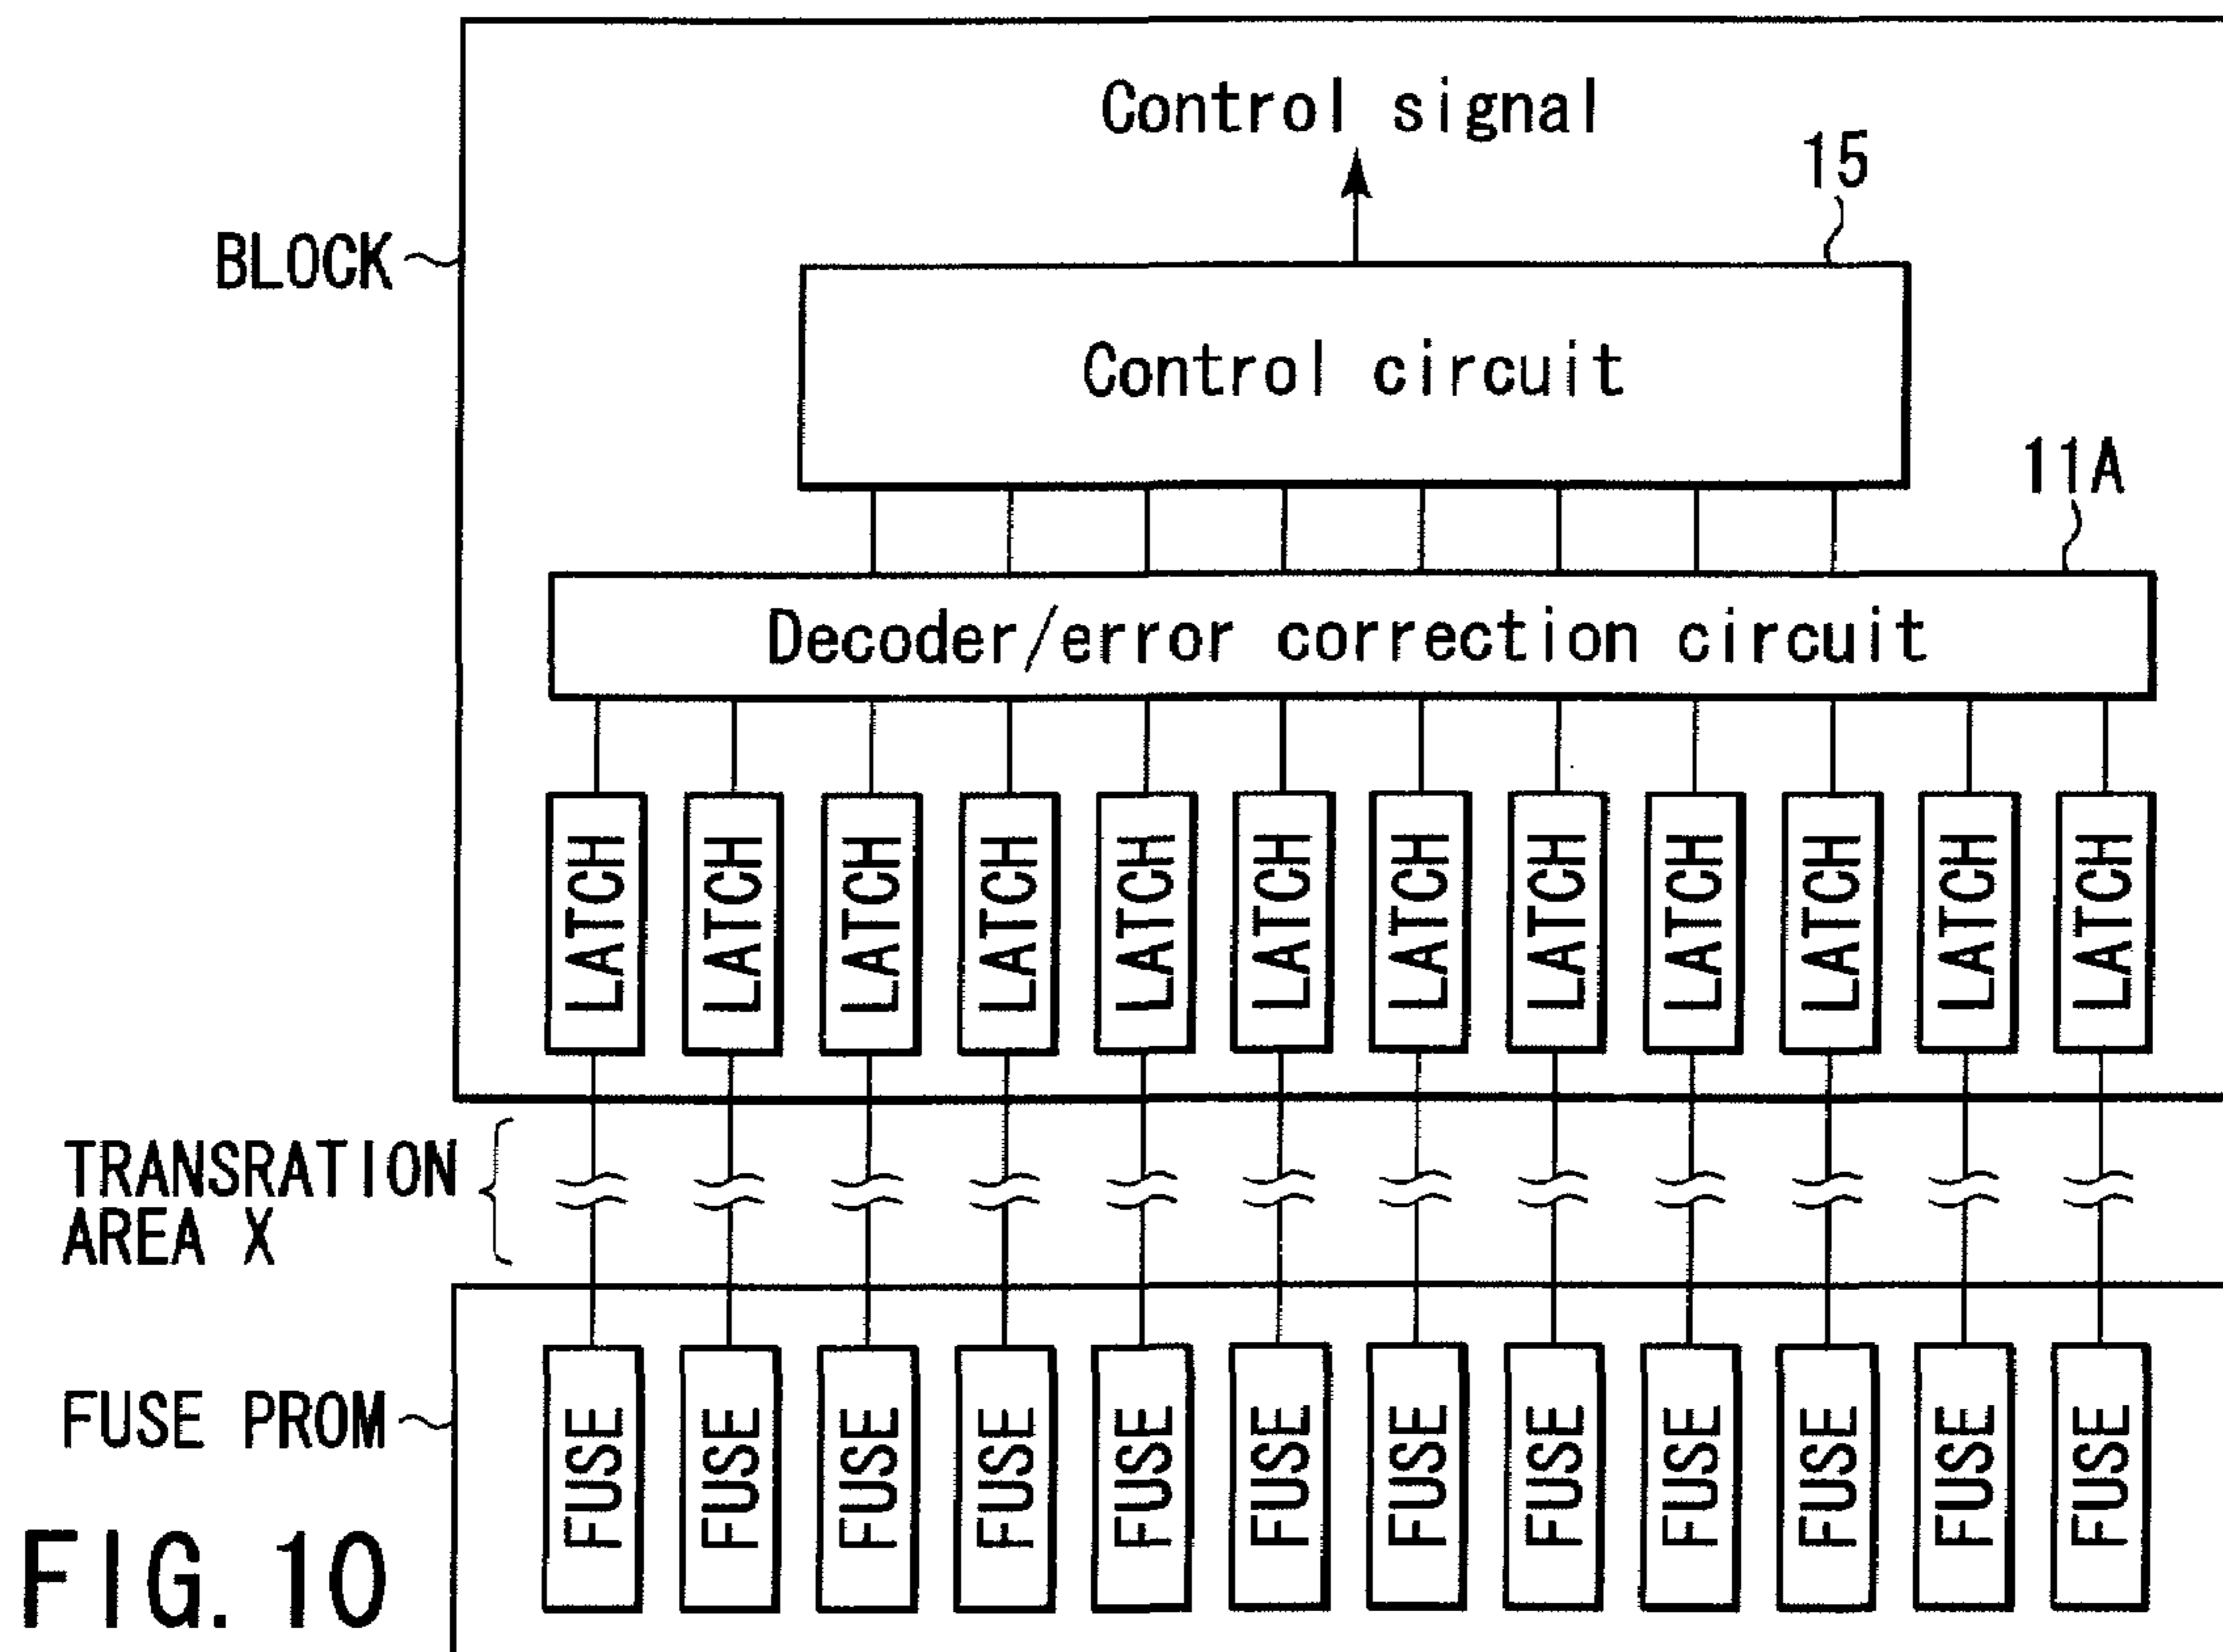 Control signal
15
BLOCK
Control circuit
11A
Decoder/error correction circuit
LATCH LATCH LATCH LATCH LATCH LATCH LATCH LATCH LATCH LATCH LATCH LATCH
TRANSRATION
AREA X
FUSE PROM
FUSE FUSE FUSE FUSE FUSE FUSE FUSE FUSE FUSE FUSE FUSE FUSE
FIG. 10